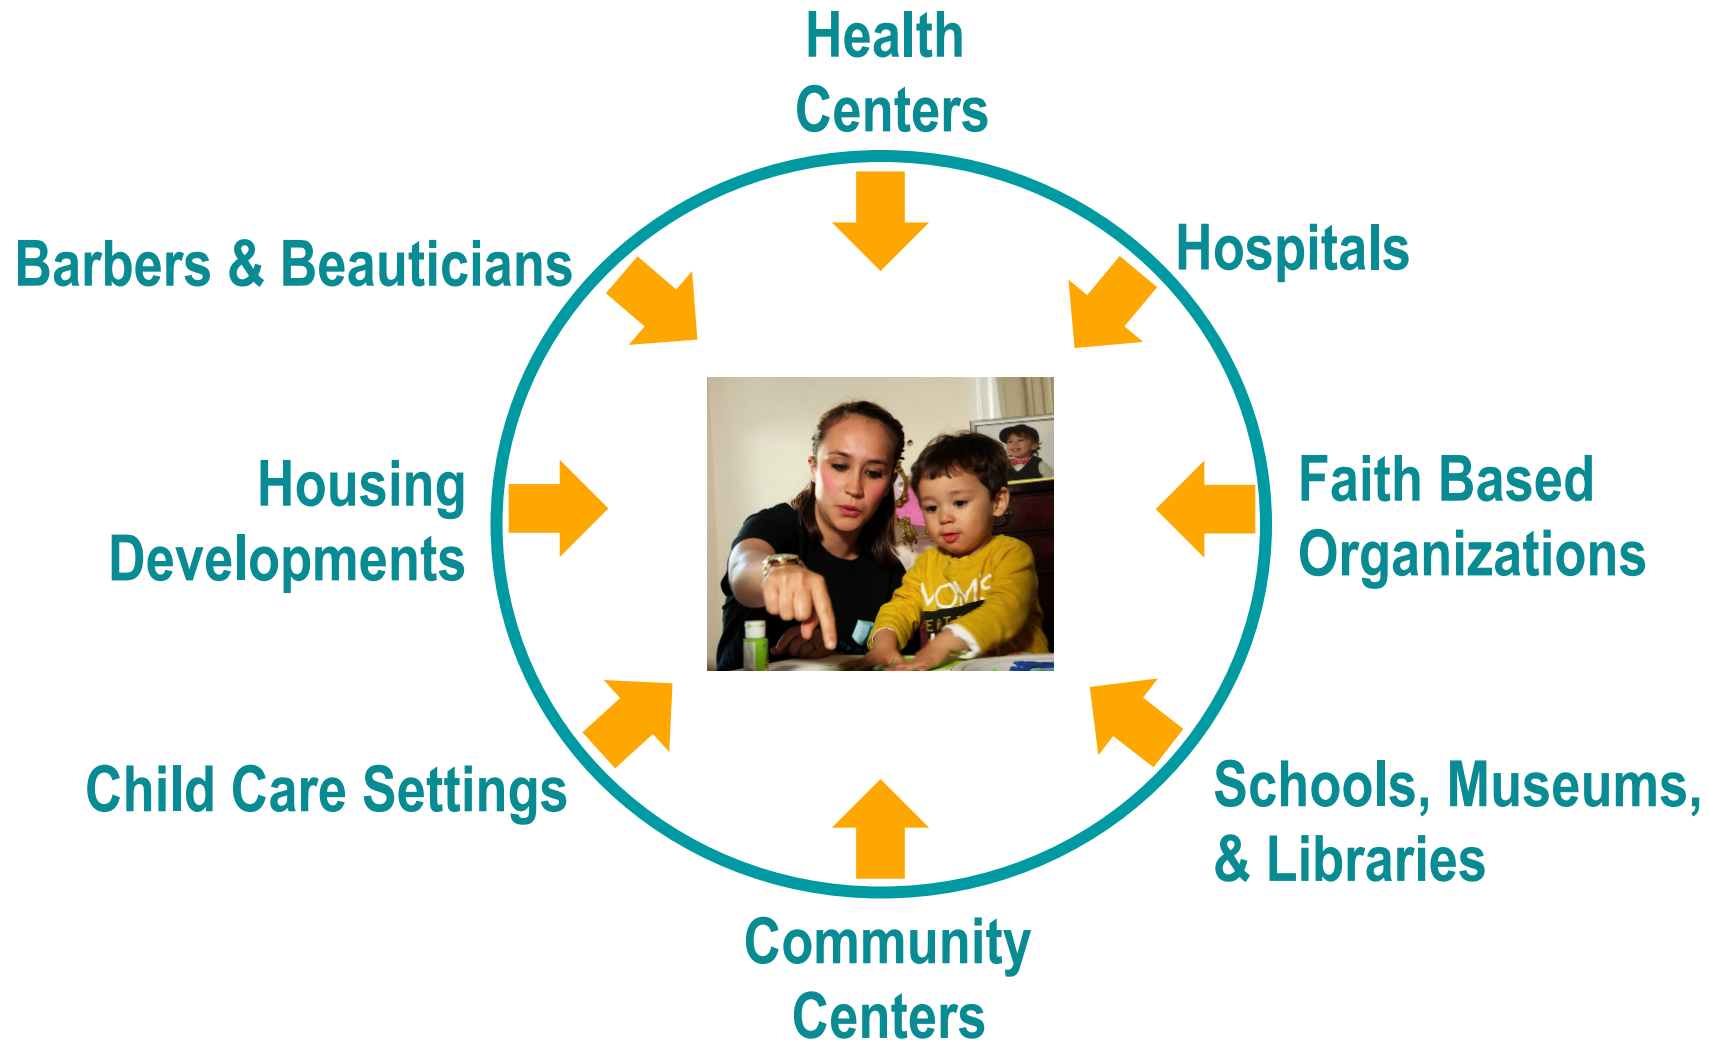 Health
Centers
Hospitals
Faith Based
Organizations
Schools, Museums,
& Libraries
Community
Centers
Child Care Settings
Housing
Developments
Barbers & Beauticians